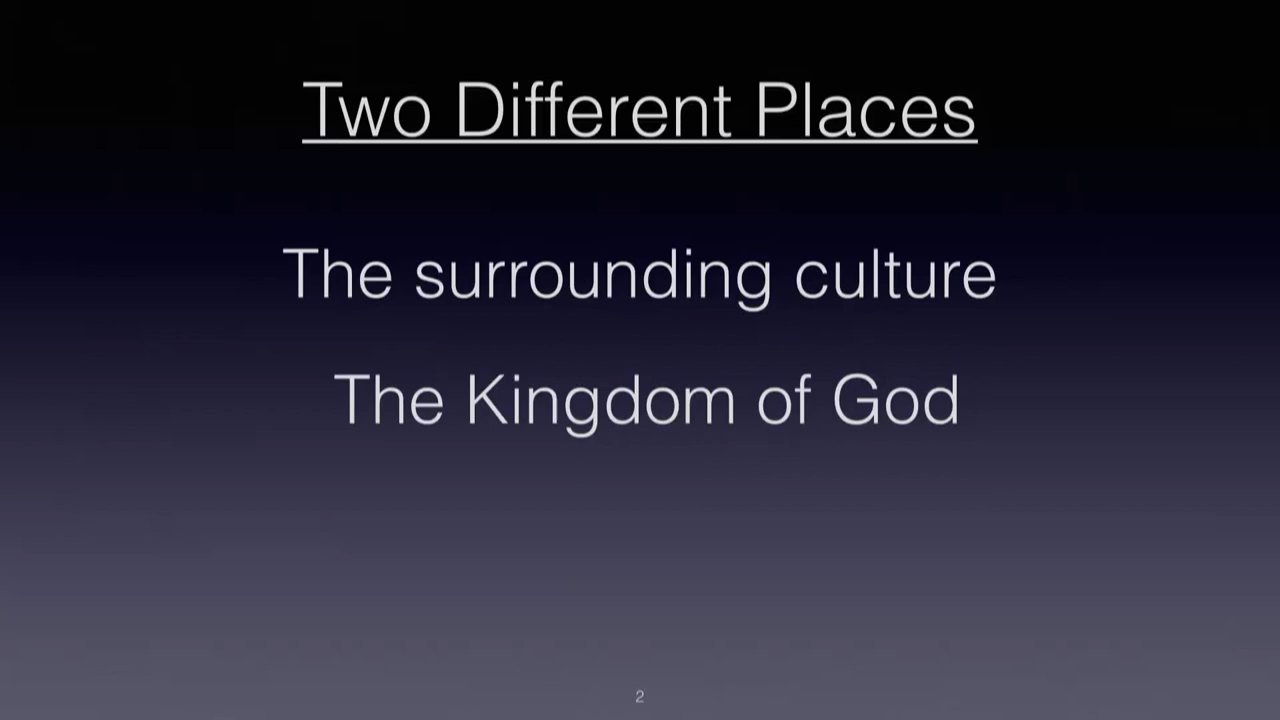 Two Different Places
The surrounding culture
The Kingdom of God
2